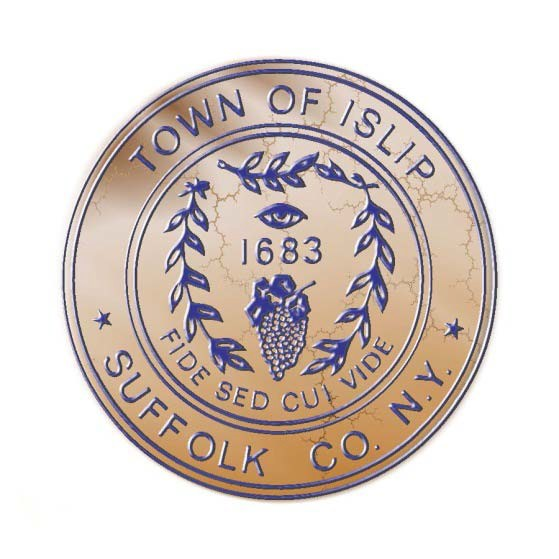 TOWN OF ISLIP
1683
FIDE SED CUI VIDE
SUFFOLK CO. N.Y.